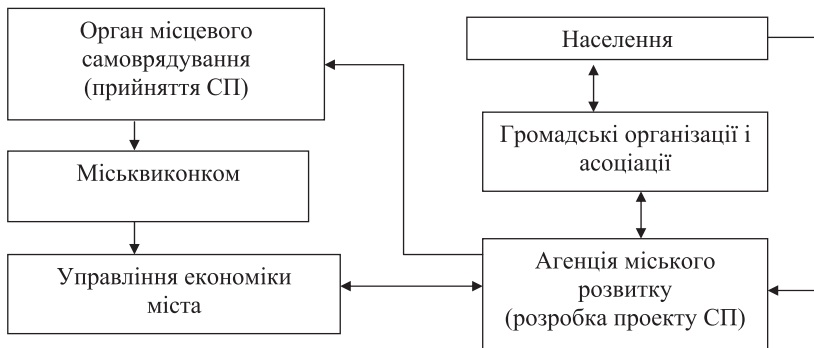 Орган місцевого
самоврядування
(прийняття СП)
Міськвиконком
Управління економіки
міста
Населення
Громадські організації і
асоціації
Агенція міського
розвитку
(розробка проекту СП)